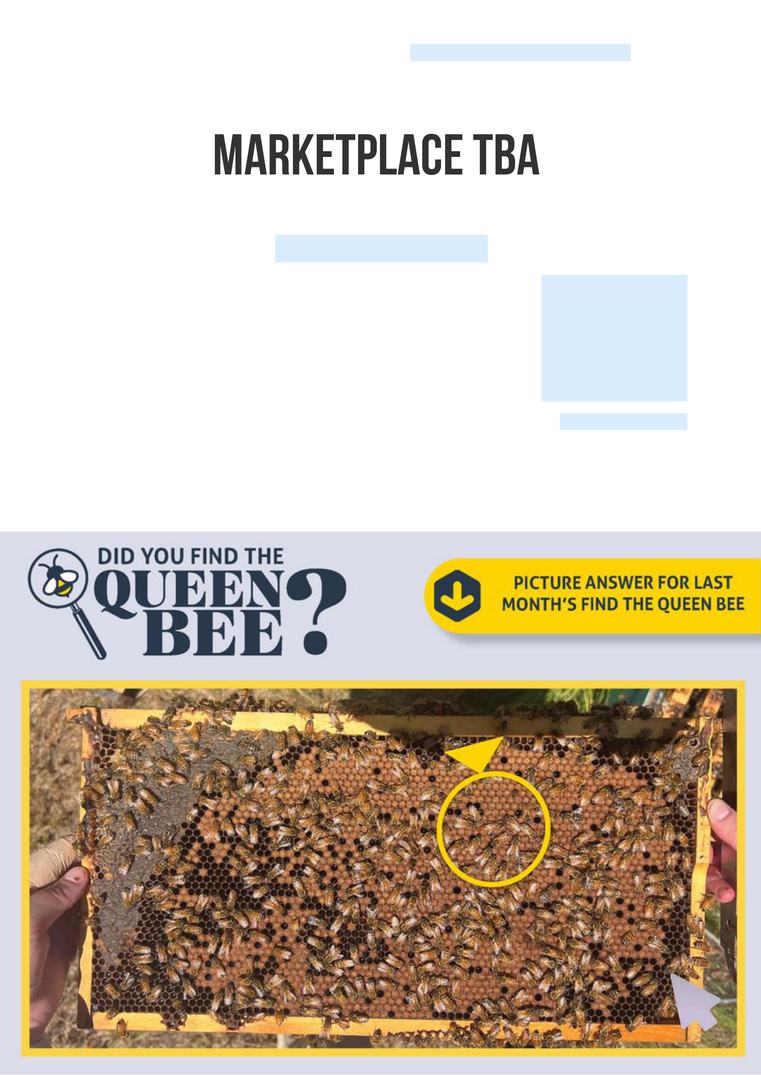 MARKETPLACE TBA
DID YOU FIND THE
QUEEN
BEE?
PICTURE ANSWER FOR LAST
MONTH'S FIND THE QUEEN BEE